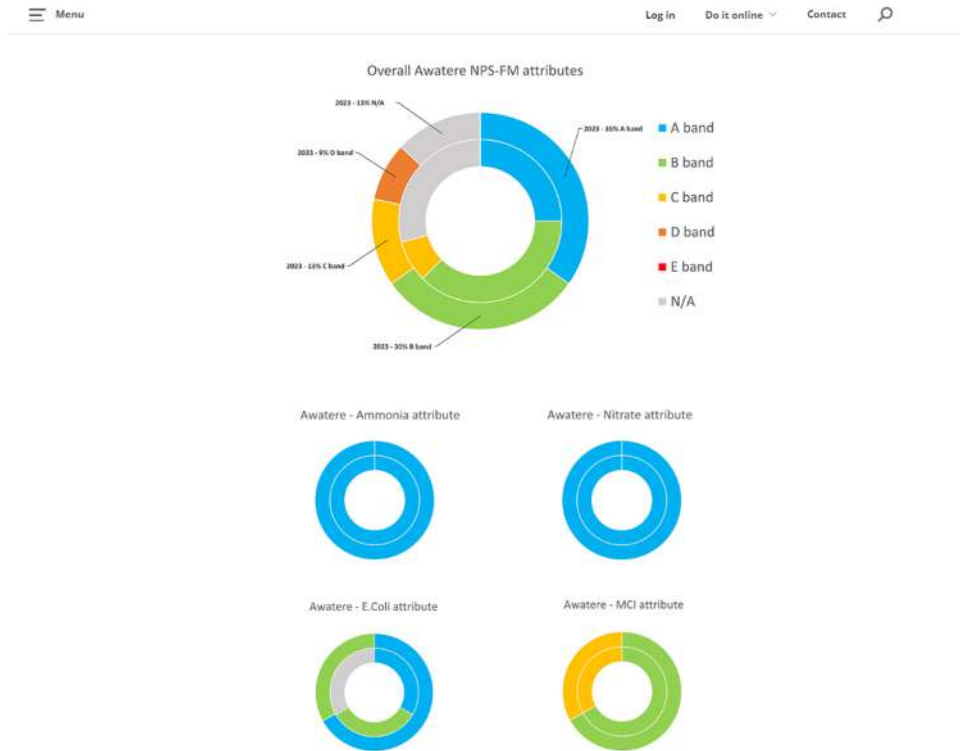 Menu
Log in
Do it online
Contact
Overall Awatere NPS-FM attributes
2023 - 13% N/A
2023 - 35% A band
2023 - 9% D band
2023 - 13% C band
2023 - 30% B band
A band
B band
C band
D band
E band
N/A
Awatere - Ammonia attribute
Awatere - Nitrate attribute
Awatere - E.Coli attribute
Awatere - MCI attribute